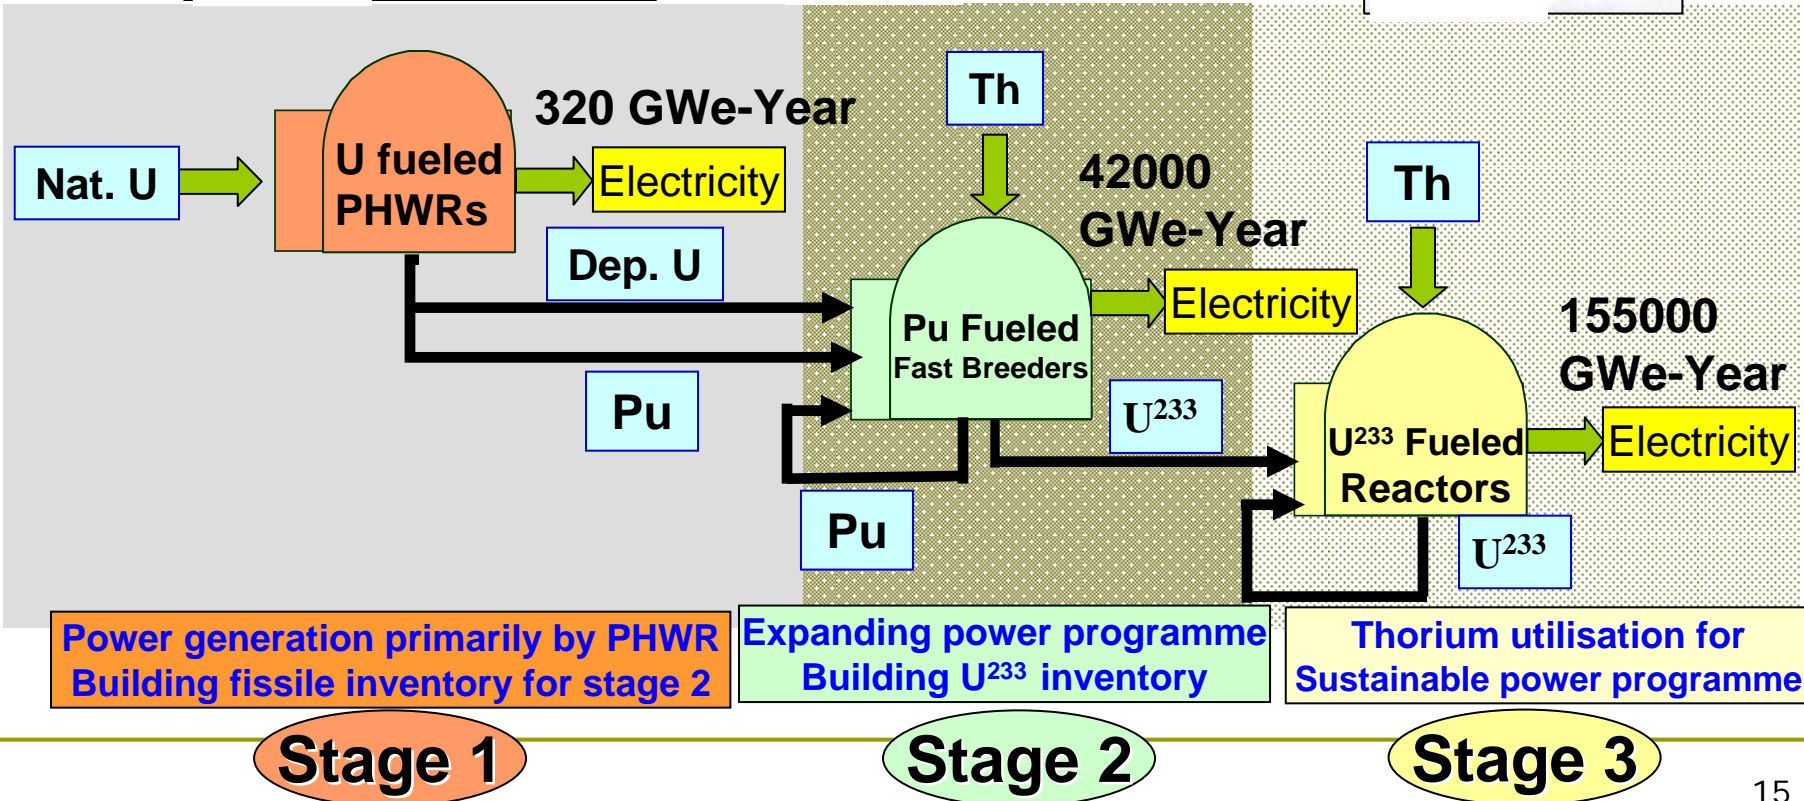 Nat. U
U fueled
PHWRs
320 GWe-Year
Electricity
Dep. U
Pu
Th
Pu Fueled
Fast Breeders
42000
GWe-Year
Electricity
Pu
U²³³
Th
U²³³ Fueled
Reactors
155000
GWe-Year
Electricity
U²³³
Power generation primarily by PHWR
Building fissile inventory for stage 2
Expanding power programme
Building U²³³ inventory
Thorium utilisation for
Sustainable power programme
Stage 1
Stage 2
Stage 3
15